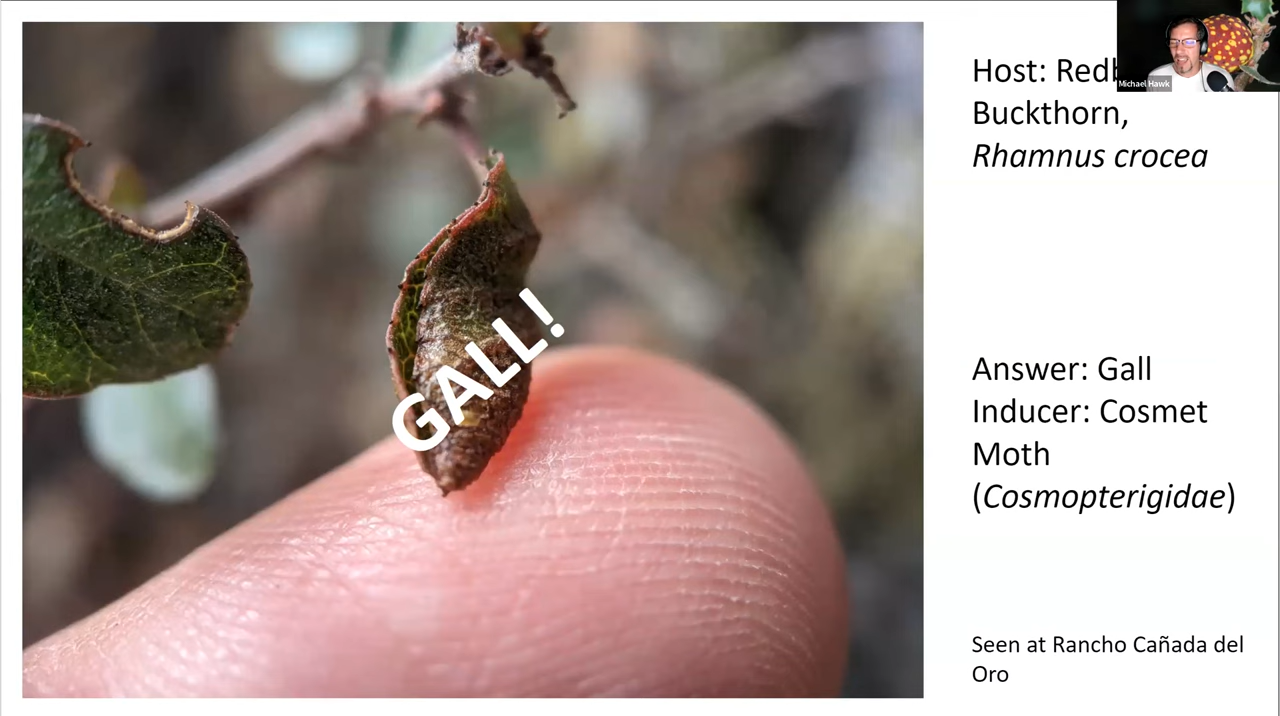 GALL!
Host:
Buckthorn,
Rhamnus crocea
Answer: Gall
Inducer: Cosmet
Moth
(Cosmopterigidae)
Seen at Rancho Cañada del
Oro
Michael Hawk